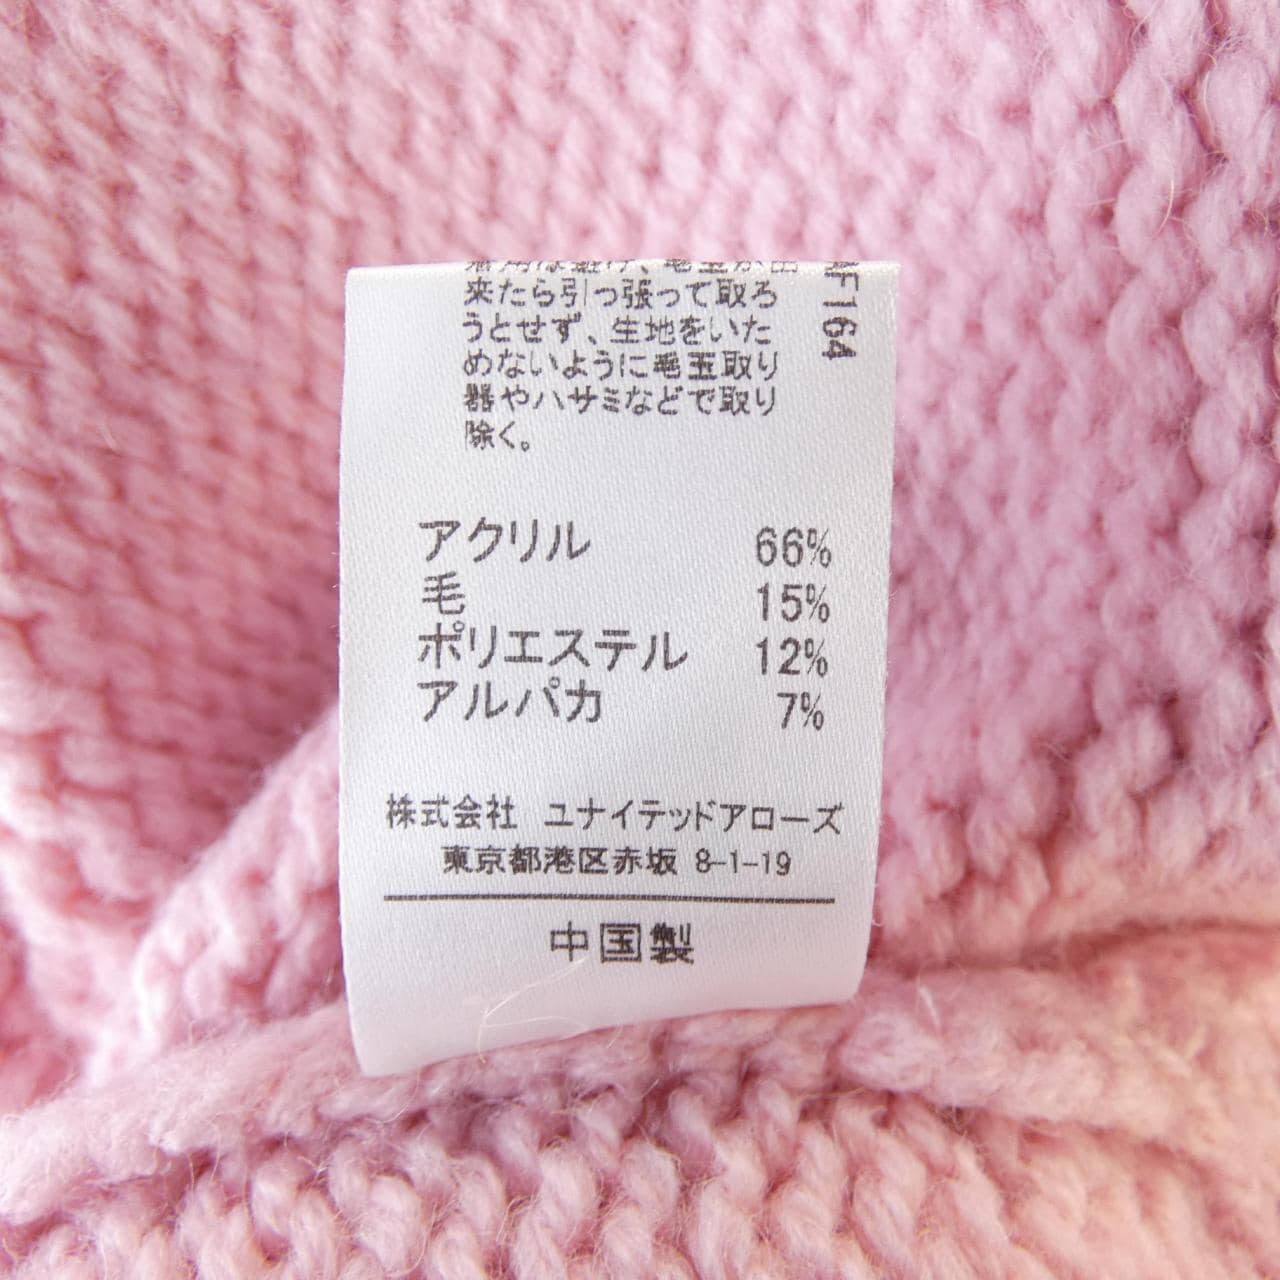 来たら引っ張って取ろ
うとせず、生地をいた
めないように毛玉取り
器やハサミなどで取り
除く。
F164
アクリル 66%
毛 15%
ポリエステル 12%
アルパカ 7%
株式会社 ユナイテッドアローズ
東京都港区赤坂 8-1-19
中国製